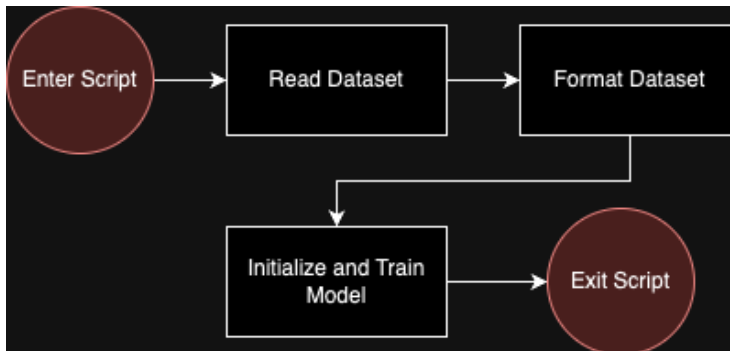 Enter Script
Read Dataset
Format Dataset
Initialize and Train
Model
Exit Script